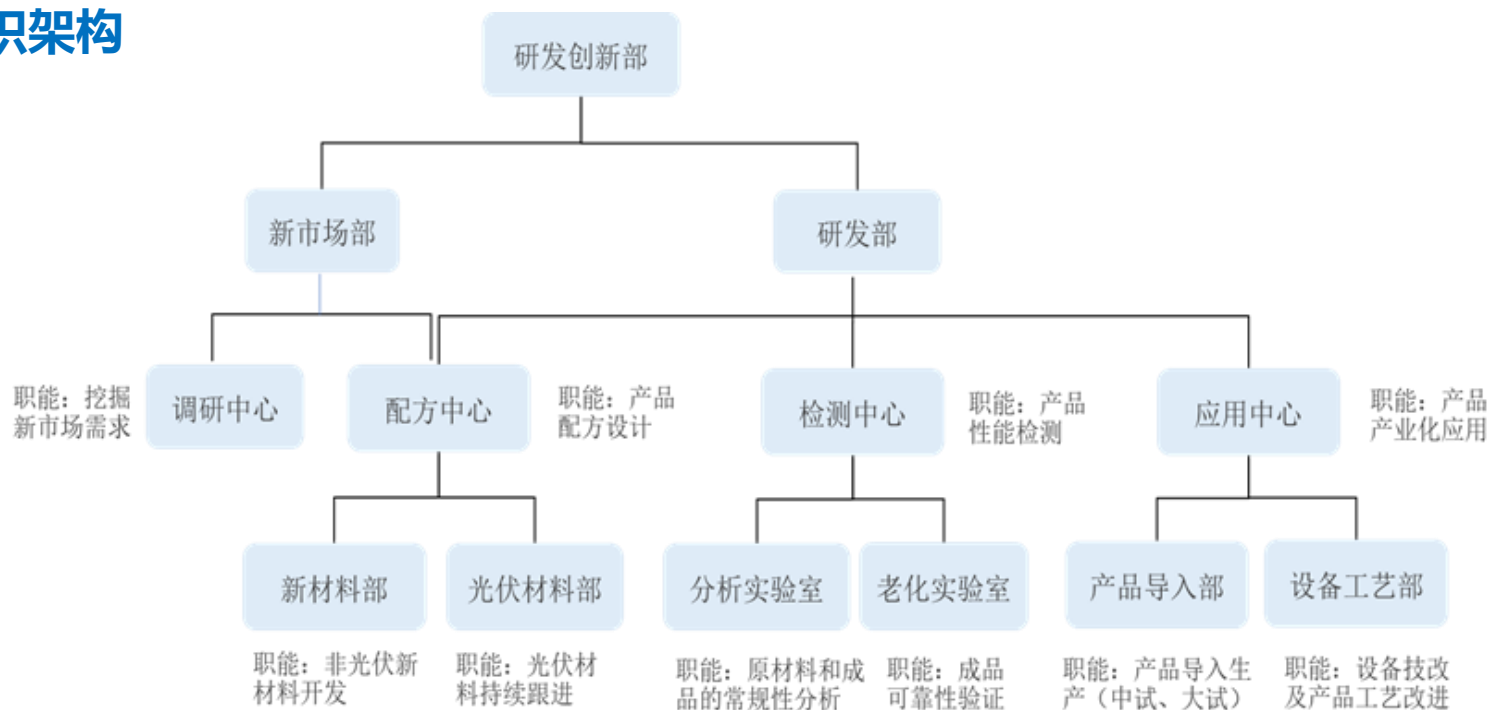 织架构
研发创新部
新市场部
研发部
职能：挖掘
新市场需求
调研中心
配方中心
职能：产品
配方设计
检测中心
职能：产品
性能检测
应用中心
职能：产品
产业化应用
新材料部
光伏材料部
分析实验室
老化实验室
产品导入部
设备工艺部
职能：非光伏新
材料开发
职能：光伏材
料持续跟进
职能：原材料和成
品的常规性分析
职能：成品
可靠性验证
职能：产品导入生
产（中试、大试）
职能：设备技改
及产品工艺改进